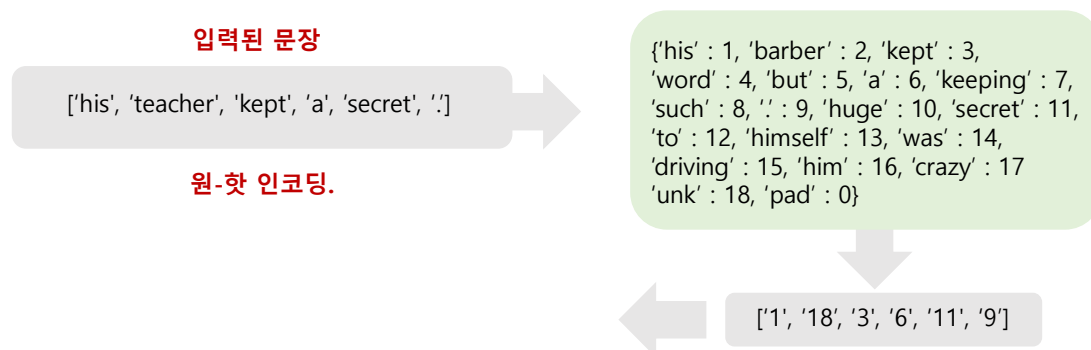 입력된 문장
['his', 'teacher', 'kept', 'a', 'secret', '.']
원-핫 인코딩.
{'his' : 1, 'barber' : 2, 'kept' : 3,
'word' : 4, 'but' : 5, 'a' : 6, 'keeping' : 7,
'such' : 8, '.' : 9, 'huge' : 10, 'secret' : 11,
'to' : 12, 'himself' : 13, 'was' : 14,
'driving' : 15, 'him' : 16, 'crazy' : 17
'unk' : 18, 'pad' : 0}
['1', '18', '3', '6', '11', '9']